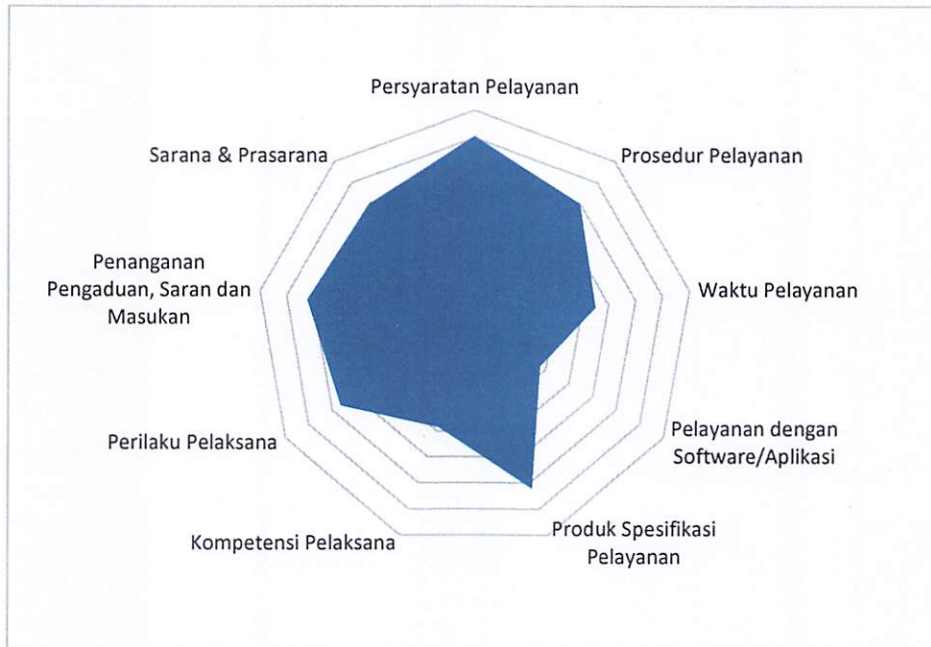 Persyaratan Pelayanan
Prosedur Pelayanan
Waktu Pelayanan
Pelayanan dengan
Software/Aplikasi
Produk Spesifikasi
Pelayanan
Kompetensi Pelaksana
Perilaku Pelaksana
Penanganan
Pengaduan, Saran dan
Masukan
Sarana & Prasarana